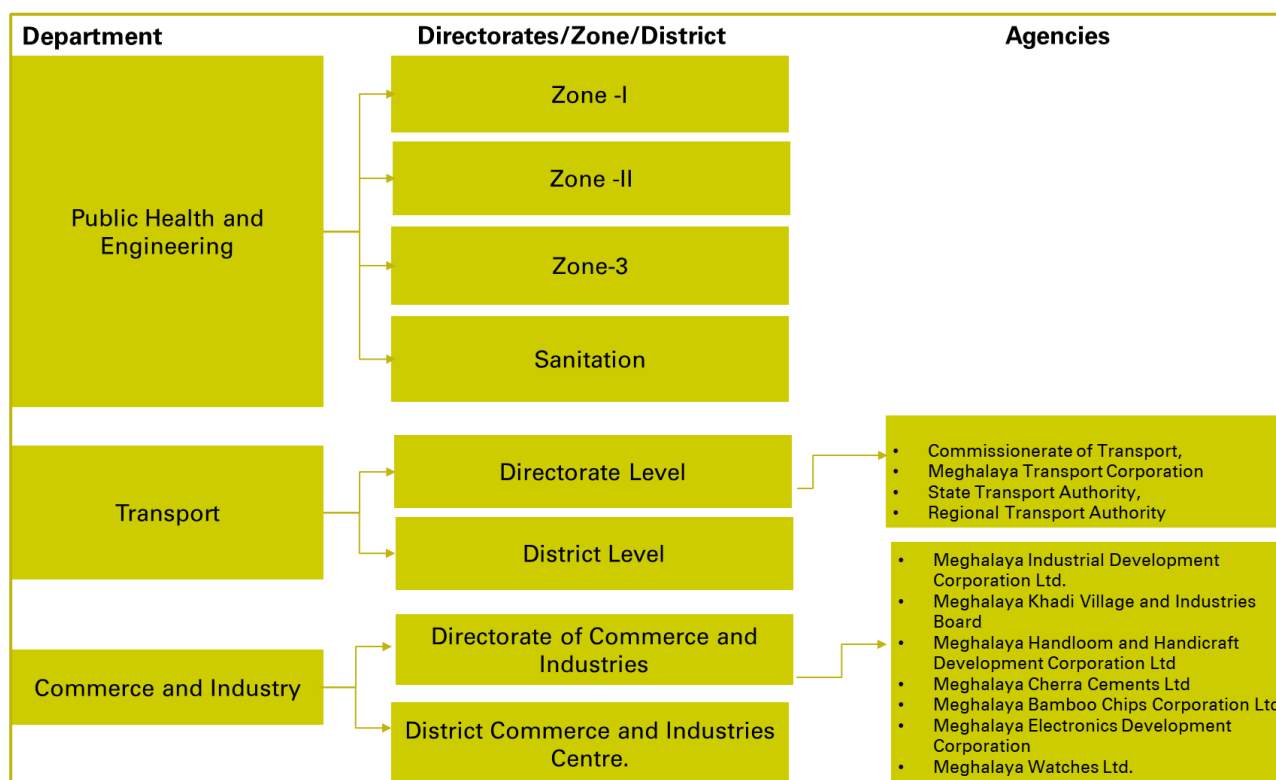 Department
Directorates/Zone/District
Agencies
Public Health and
Engineering
Zone -I
Zone -II
Zone-3
Sanitation
Transport
Directorate Level
District Level
• Commissionerate of Transport,
• Meghalaya Transport Corporation
• State Transport Authority,
• Regional Transport Authority
Commerce and Industry
Directorate of Commerce and
Industries
District Commerce and Industries
Centre.
• Meghalaya Industrial Development
Corporation Ltd.
• Meghalaya Khadi Village and Industries
Board
• Meghalaya Handloom and Handicraft
Development Corporation Ltd
• Meghalaya Cherra Cements Ltd
• Meghalaya Bamboo Chips Corporation Ltd
• Meghalaya Electronics Development
Corporation
• Meghalaya Watches Ltd.